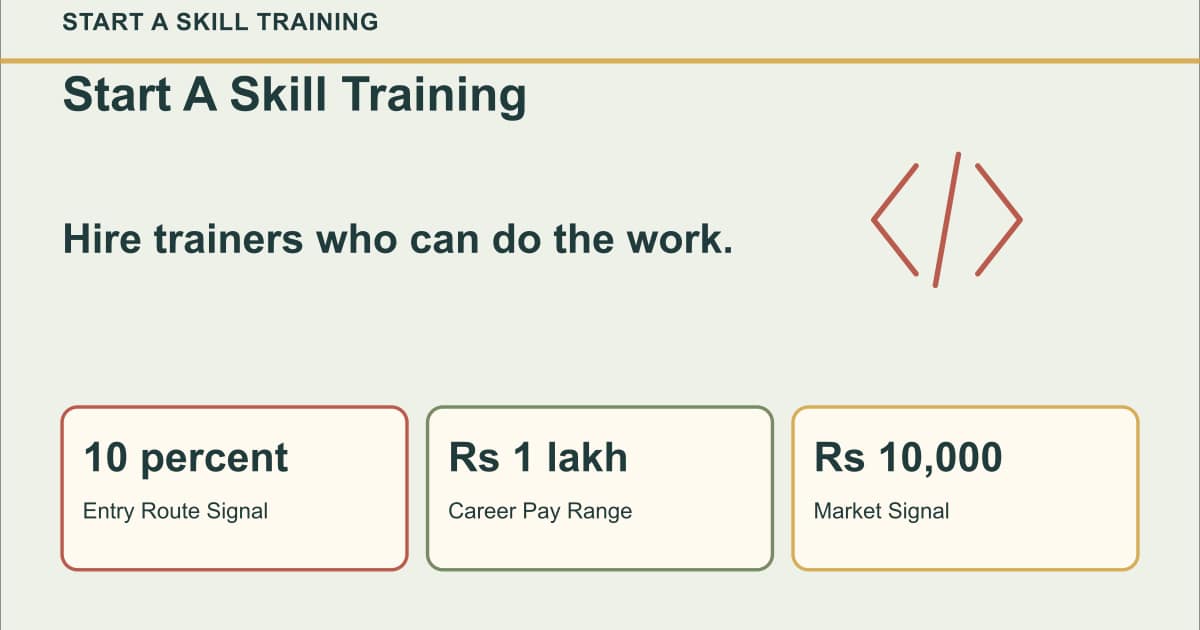 START A SKILL TRAINING
Start A Skill Training
Hire trainers who can do the work.
10 percent
Entry Route Signal
Rs 1 lakh
Career Pay Range
Rs 10,000
Market Signal